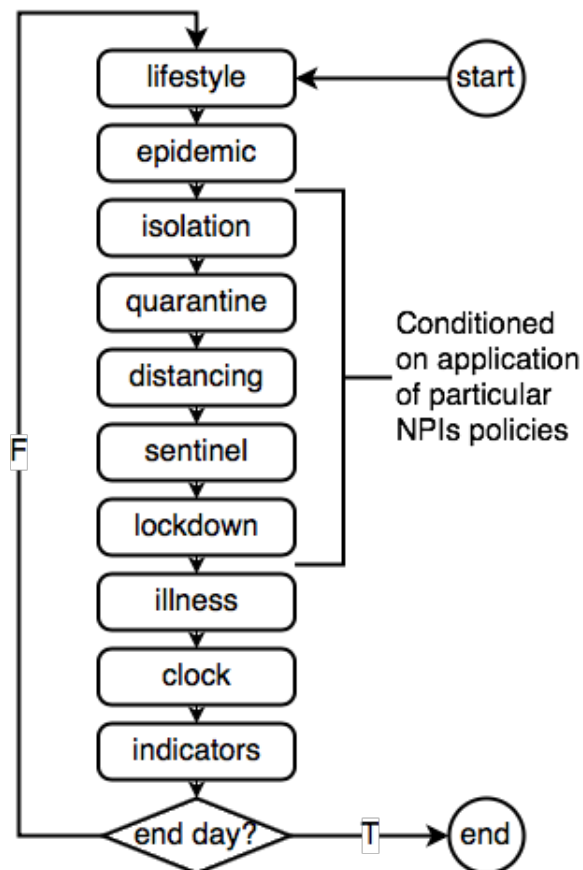 lifestyle
start
epidemic
isolation
quarantine
distancing
sentinel
lockdown
Conditioned
on application
of particular
NPIs policies
F
illness
clock
indicators
end day?
T
end